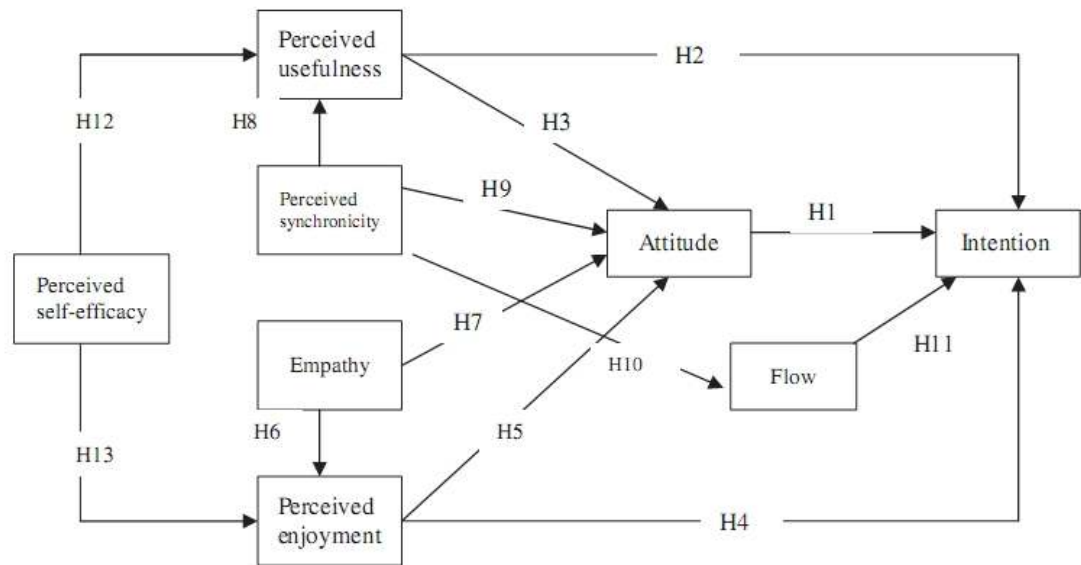 Perceived
usefulness
H2
H12
H8
H3
Perceived
synchronicity
H9
Attitude
H1
Intention
Perceived
self-efficacy
Empathy
H7
H10
Flow
H11
H6
H5
H13
Perceived
enjoyment
H4